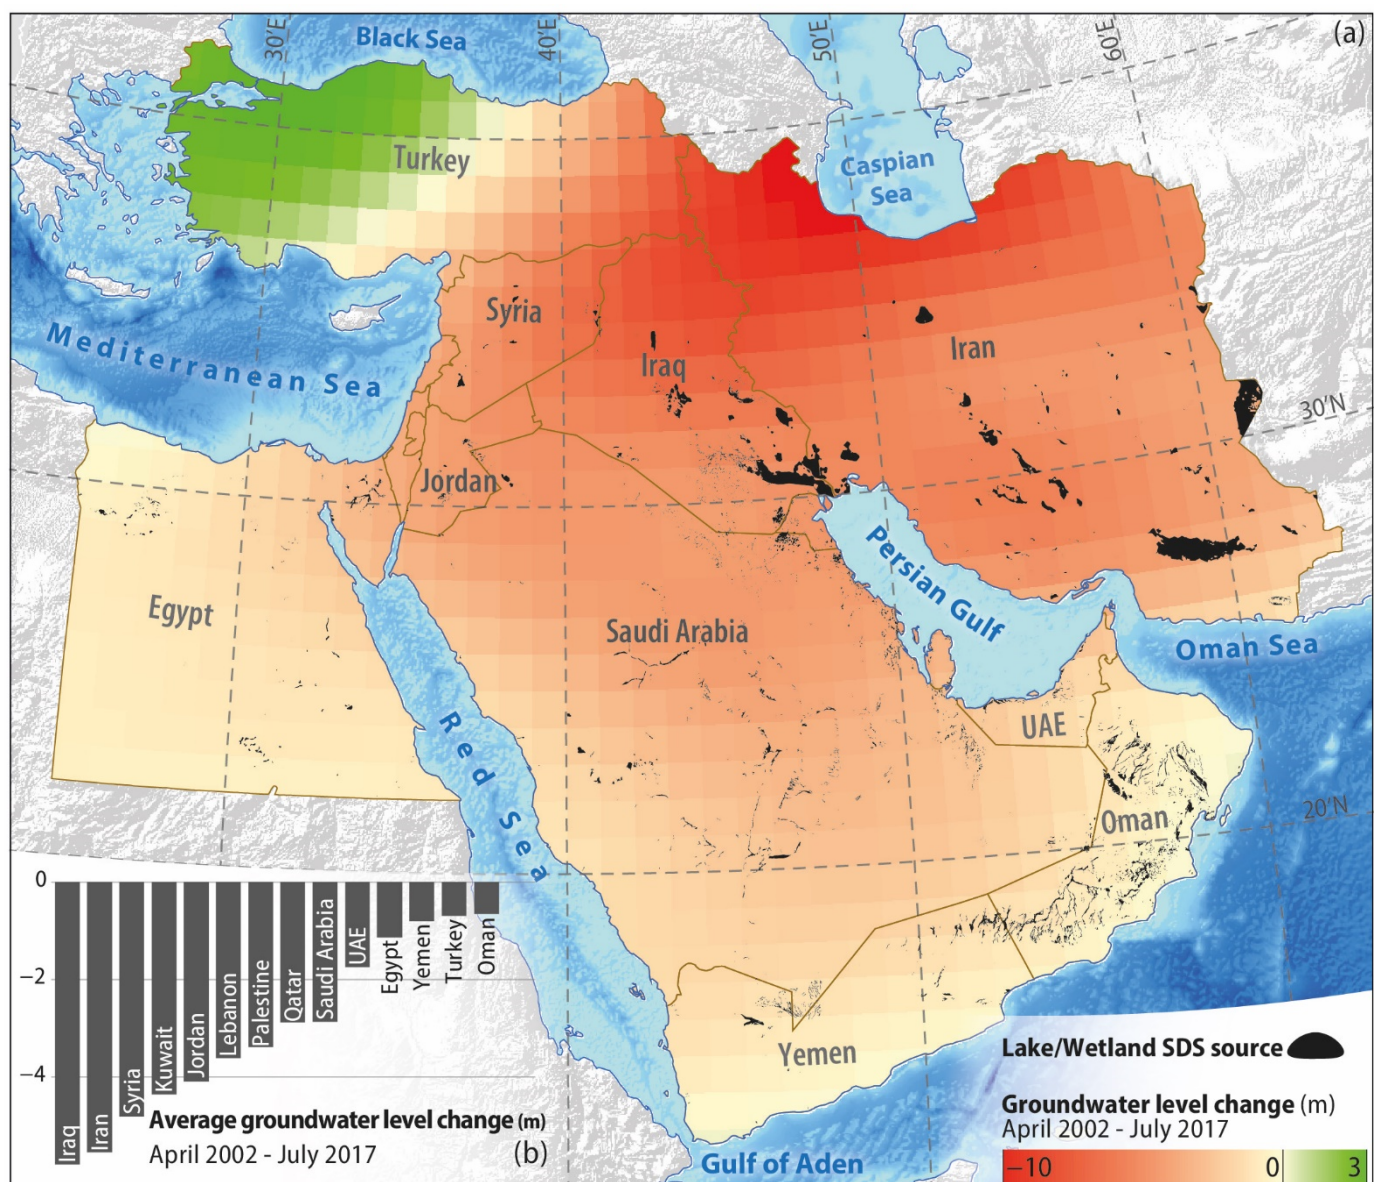 (a)
30'E
40'E
50'E
60'E
Black Sea
Caspian
Sea
Turkey
Syria
Iraq
Iran
Mediterranean Sea
30'N
Jordan
Persian Gulf
Egypt
Saudi Arabia
Oman Sea
Red Sea
UAE
Oman
20'N
Yemen
Gulf of Aden
0
−2
−4
Iraq
Iran
Syria
Kuwait
Jordan
Lebanon
Palestine
Qatar
Saudi Arabia
UAE
Egypt
Yemen
Turkey
Oman
Average groundwater level change (m)
April 2002 - July 2017
(b)
Lake/Wetland SDS source
Groundwater level change (m)
April 2002 - July 2017
−10 0 3